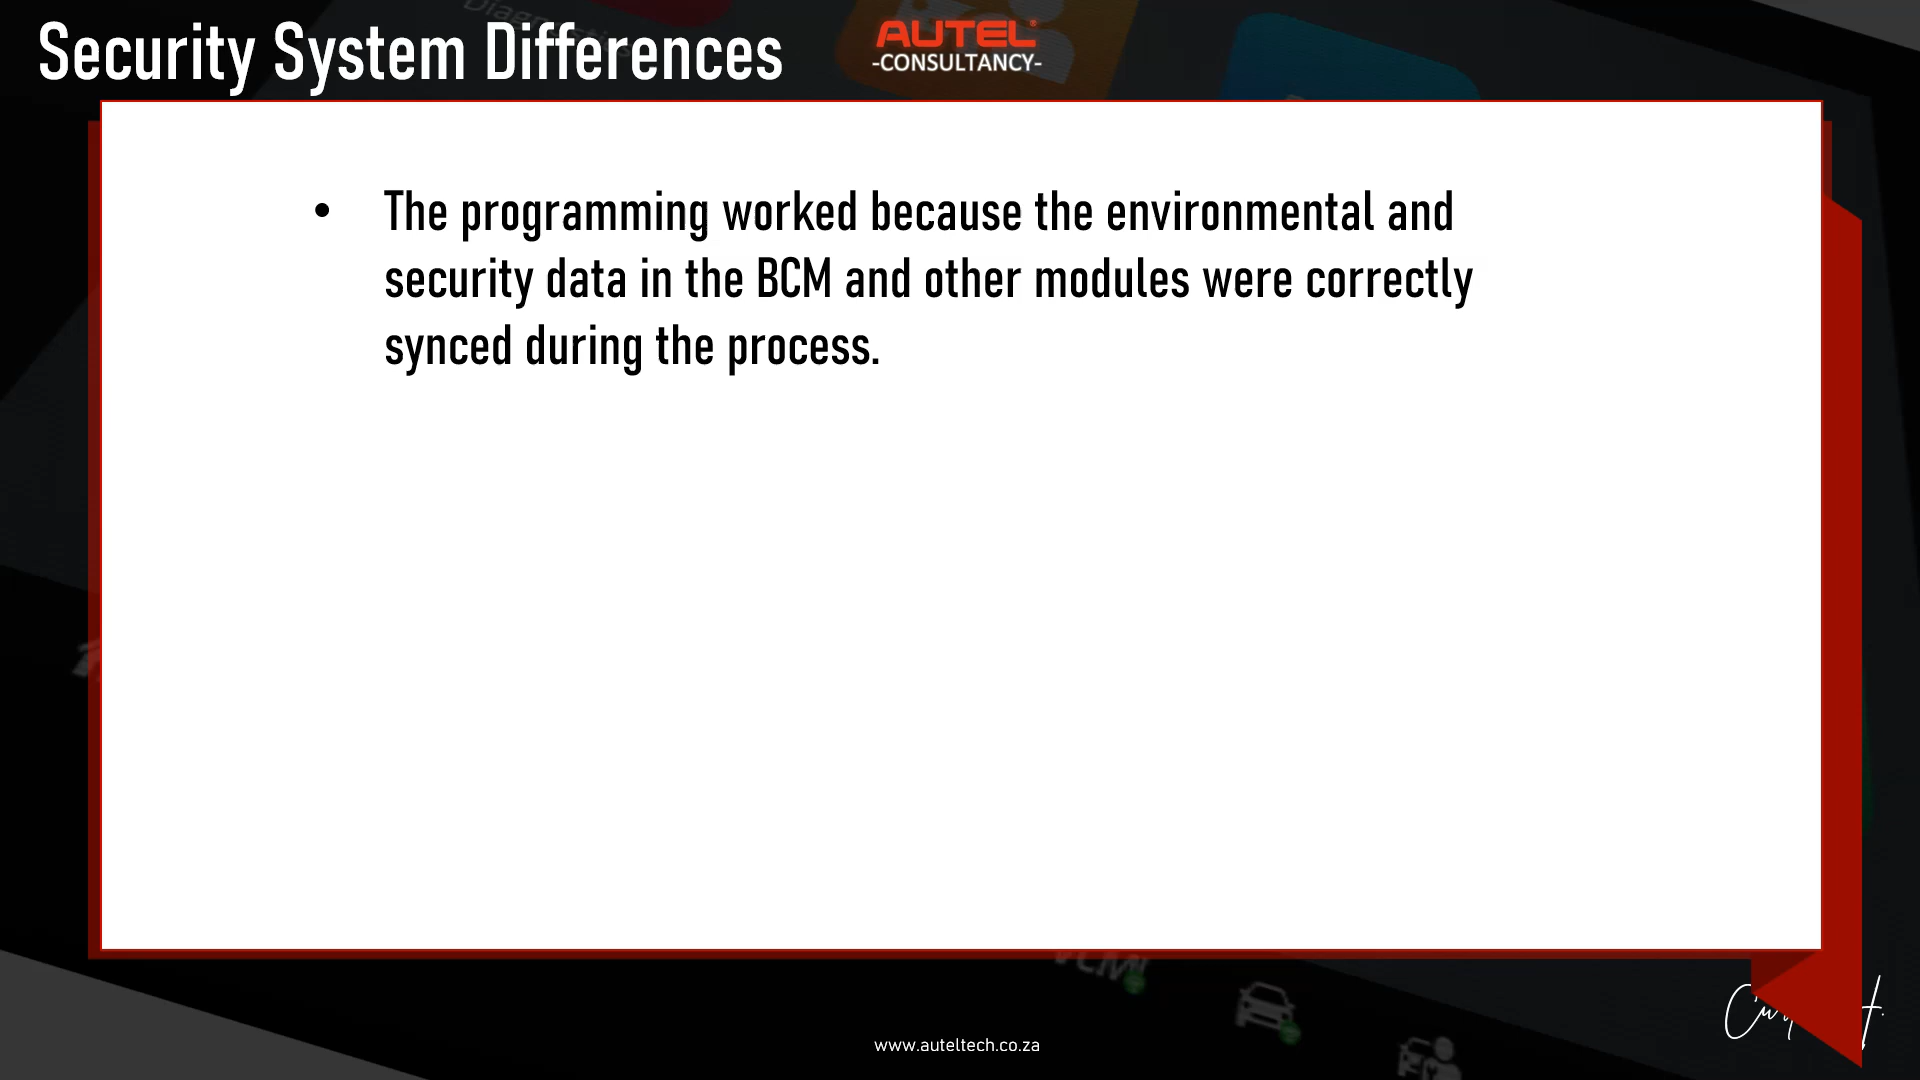 Security System Differences
AUTEL®
-CONSULTANCY-
• The programming worked because the environmental and
security data in the BCM and other modules were correctly
synced during the process.
VCMI
www.auteltech.co.za